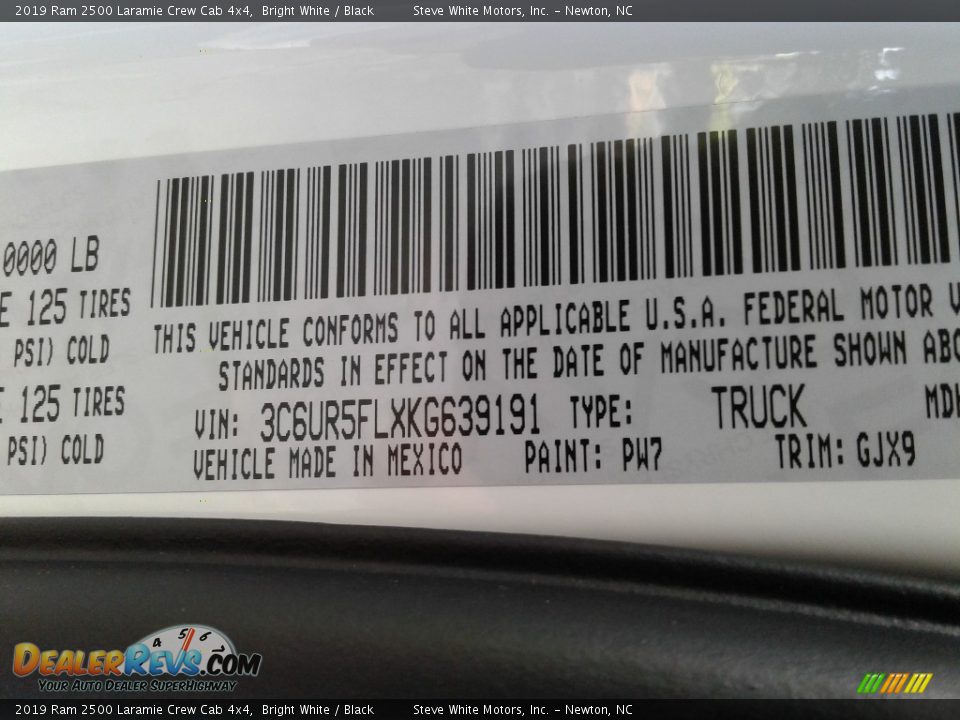 2019 Ram 2500 Laramie Crew Cab 4x4, Bright White / Black Steve White Motors, Inc. – Newton, NC
0000 LB
E 125 TIRES
PSI) COLD
125 TIRES
PSI) COLD
THIS VEHICLE CONFORMS TO ALL APPLICABLE U.S.A. FEDERAL MOTOR
STANDARDS IN EFFECT ON THE DATE OF MANUFACTURE SHOWN ABO
VIN: 3C6UR5FLXKG639191 TYPE: TRUCK MDH
VEHICLE MADE IN MEXICO PAINT: PW7 TRIM: GJX9
4 5 6
DEALERREVS.COM
YOUR AUTO DEALER SUPERHIGHWAY
2019 Ram 2500 Laramie Crew Cab 4x4, Bright White / Black Steve White Motors, Inc. – Newton, NC